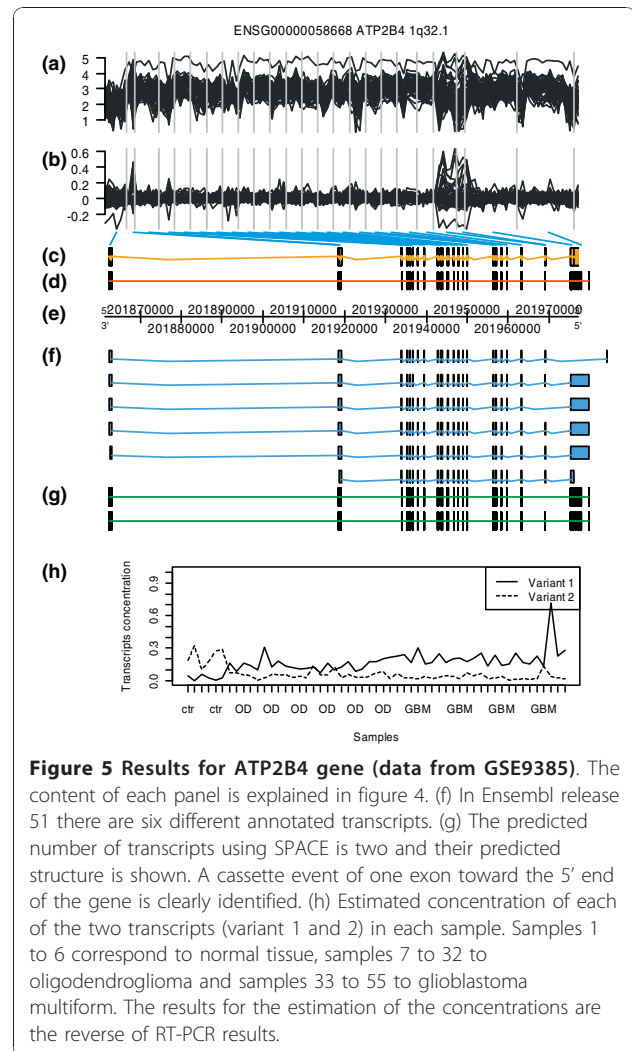 ENSG00000058668 ATP2B4 1q32.1
(a)
5
4
3
2
1
(b)
0.6
0.4
0.2
0
-0.2
(c)
(d)
(e)
5' 201870000 201890000 201910000 201930000 201950000 201970000 3'
3' 201880000 201900000 201920000 201940000 201960000 5'
(f)
(g)
(h)
Transcripts concentration
0.9
0.6
0.3
0.0
Variant 1
Variant 2
ctr ctr OD OD OD OD OD OD GBM GBM GBM GBM
Samples
Figure 5 Results for ATP2B4 gene (data from GSE9385). The
content of each panel is explained in figure 4. (f) In Ensembl release
51 there are six different annotated transcripts. (g) The predicted
number of transcripts using SPACE is two and their predicted
structure is shown. A cassette event of one exon toward the 5′ end
of the gene is clearly identified. (h) Estimated concentration of each
of the two transcripts (variant 1 and 2) in each sample. Samples 1
to 6 correspond to normal tissue, samples 7 to 32 to
oligodendroglioma and samples 33 to 55 to glioblastoma
multiform. The results for the estimation of the concentrations are
the reverse of RT-PCR results.